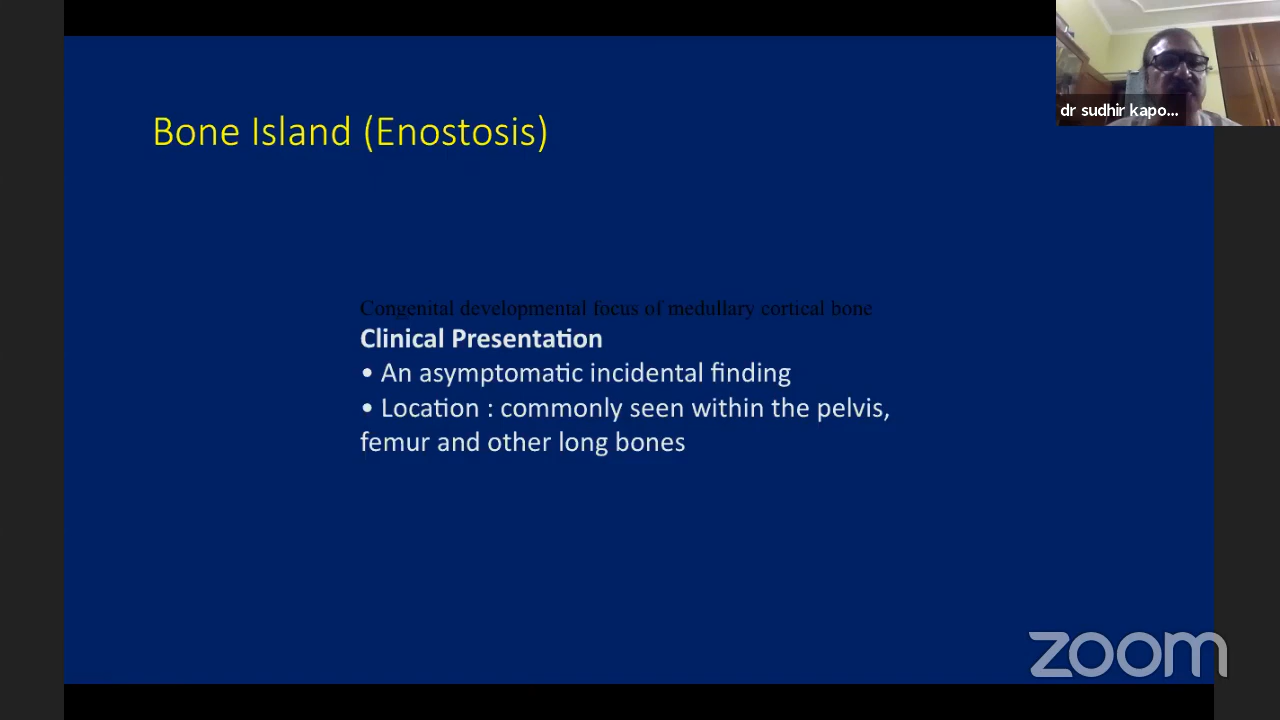 dr sudhir kapo...
Bone Island (Enostosis)
Congenital developmental focus of medullary cortical bone
Clinical Presentation
• An asymptomatic incidental finding
• Location : commonly seen within the pelvis,
femur and other long bones
zoom